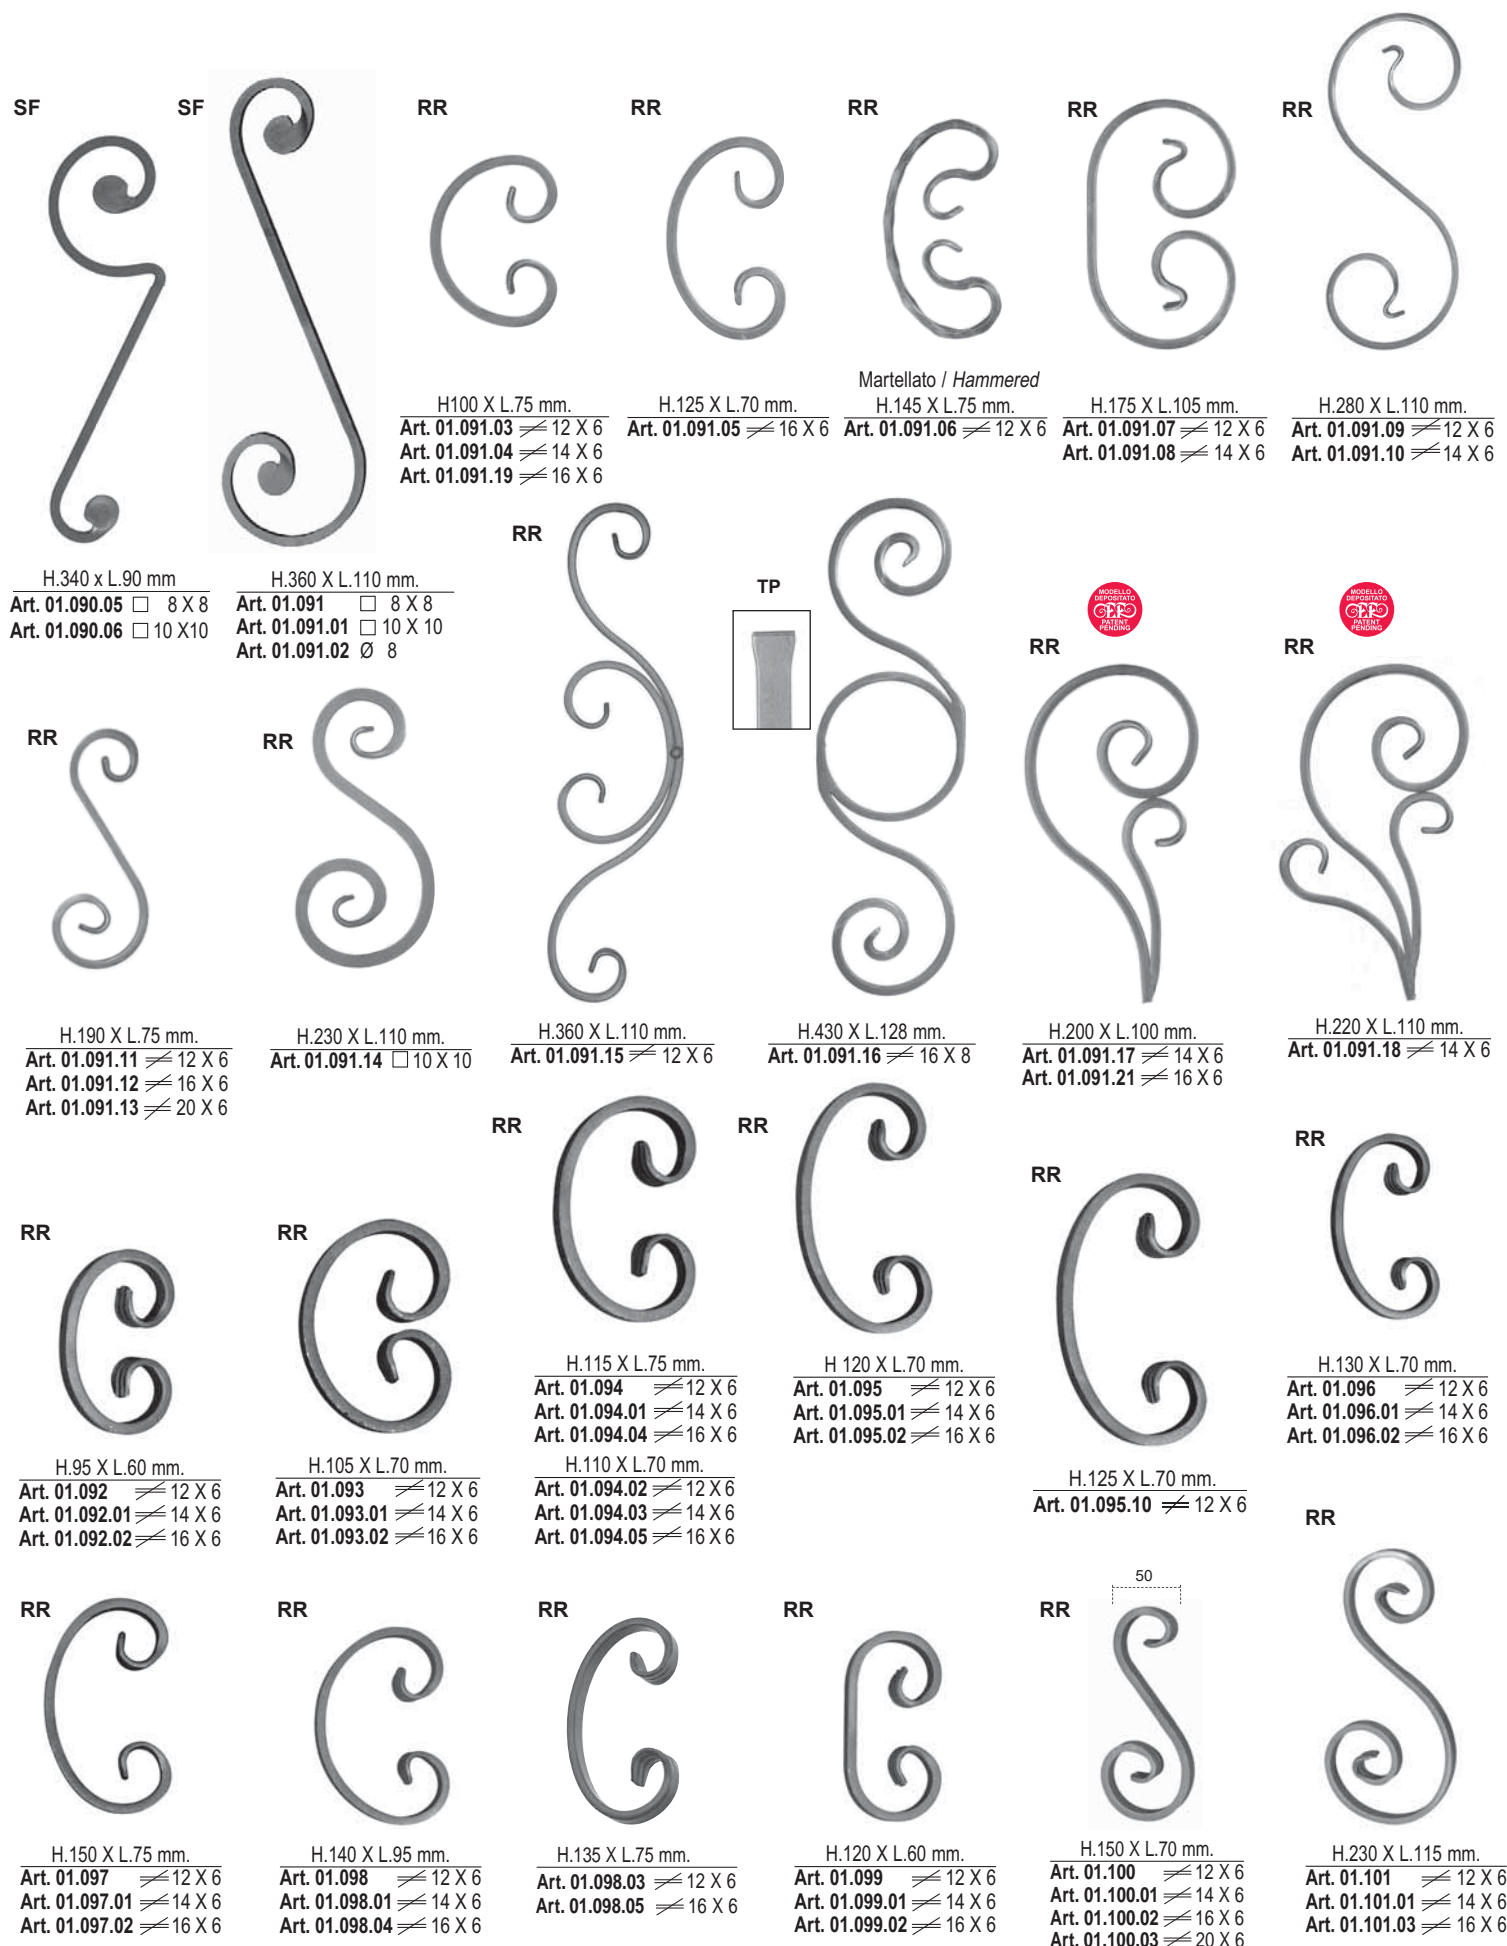 SF
SF
RR
RR
RR
RR
RR
Martellato / Hammered
H100 X L.75 mm.
Art. 01.091.03 12 X 6
Art. 01.091.04 14 X 6
Art. 01.091.19 16 X 6
H.125 X L.70 mm.
Art. 01.091.05 16 X 6
H.145 X L.75 mm.
Art. 01.091.06 12 X 6
H.175 X L.105 mm.
Art. 01.091.07 12 X 6
Art. 01.091.08 14 X 6
H.280 X L.110 mm.
Art. 01.091.09 12 X 6
Art. 01.091.10 14 X 6
H.340 x L.90 mm
Art. 01.090.05 □ 8 X 8
Art. 01.090.06 □ 10 X10
H.360 X L.110 mm.
Art. 01.091 □ 8 X 8
Art. 01.091.01 □ 10 X 10
Art. 01.091.02 Ø 8
RR
TP
MODELLO
DEPOSITATO
PATENT
PENDING
RR
MODELLO
DEPOSITATO
PATENT
PENDING
RR
RR
RR
H.190 X L.75 mm.
Art. 01.091.11 12 X 6
Art. 01.091.12 16 X 6
Art. 01.091.13 20 X 6
H.230 X L.110 mm.
Art. 01.091.14 □ 10 X 10
H.360 X L.110 mm.
Art. 01.091.15 12 X 6
H.430 X L.128 mm.
Art. 01.091.16 16 X 8
H.200 X L.100 mm.
Art. 01.091.17 14 X 6
Art. 01.091.21 16 X 6
H.220 X L.110 mm.
Art. 01.091.18 14 X 6
RR
RR
RR
RR
RR
RR
H.95 X L.60 mm.
Art. 01.092 12 X 6
Art. 01.092.01 14 X 6
Art. 01.092.02 16 X 6
H.105 X L.70 mm.
Art. 01.093 12 X 6
Art. 01.093.01 14 X 6
Art. 01.093.02 16 X 6
H.115 X L.75 mm.
Art. 01.094 12 X 6
Art. 01.094.01 14 X 6
Art. 01.094.04 16 X 6
H.110 X L.70 mm.
Art. 01.094.02 12 X 6
Art. 01.094.03 14 X 6
Art. 01.094.05 16 X 6
H 120 X L.70 mm.
Art. 01.095 12 X 6
Art. 01.095.01 14 X 6
Art. 01.095.02 16 X 6
H.125 X L.70 mm.
Art. 01.095.10 12 X 6
H.130 X L.70 mm.
Art. 01.096 12 X 6
Art. 01.096.01 14 X 6
Art. 01.096.02 16 X 6
RR
RR
RR
RR
RR
50
RR
H.150 X L.75 mm.
Art. 01.097 12 X 6
Art. 01.097.01 14 X 6
Art. 01.097.02 16 X 6
H.140 X L.95 mm.
Art. 01.098 12 X 6
Art. 01.098.01 14 X 6
Art. 01.098.04 16 X 6
H.135 X L.75 mm.
Art. 01.098.03 12 X 6
Art. 01.098.05 16 X 6
H.120 X L.60 mm.
Art. 01.099 12 X 6
Art. 01.099.01 14 X 6
Art. 01.099.02 16 X 6
H.150 X L.70 mm.
Art. 01.100 12 X 6
Art. 01.100.01 14 X 6
Art. 01.100.02 16 X 6
Art. 01.100.03 20 X 6
H.230 X L.115 mm.
Art. 01.101 12 X 6
Art. 01.101.01 14 X 6
Art. 01.101.03 16 X 6